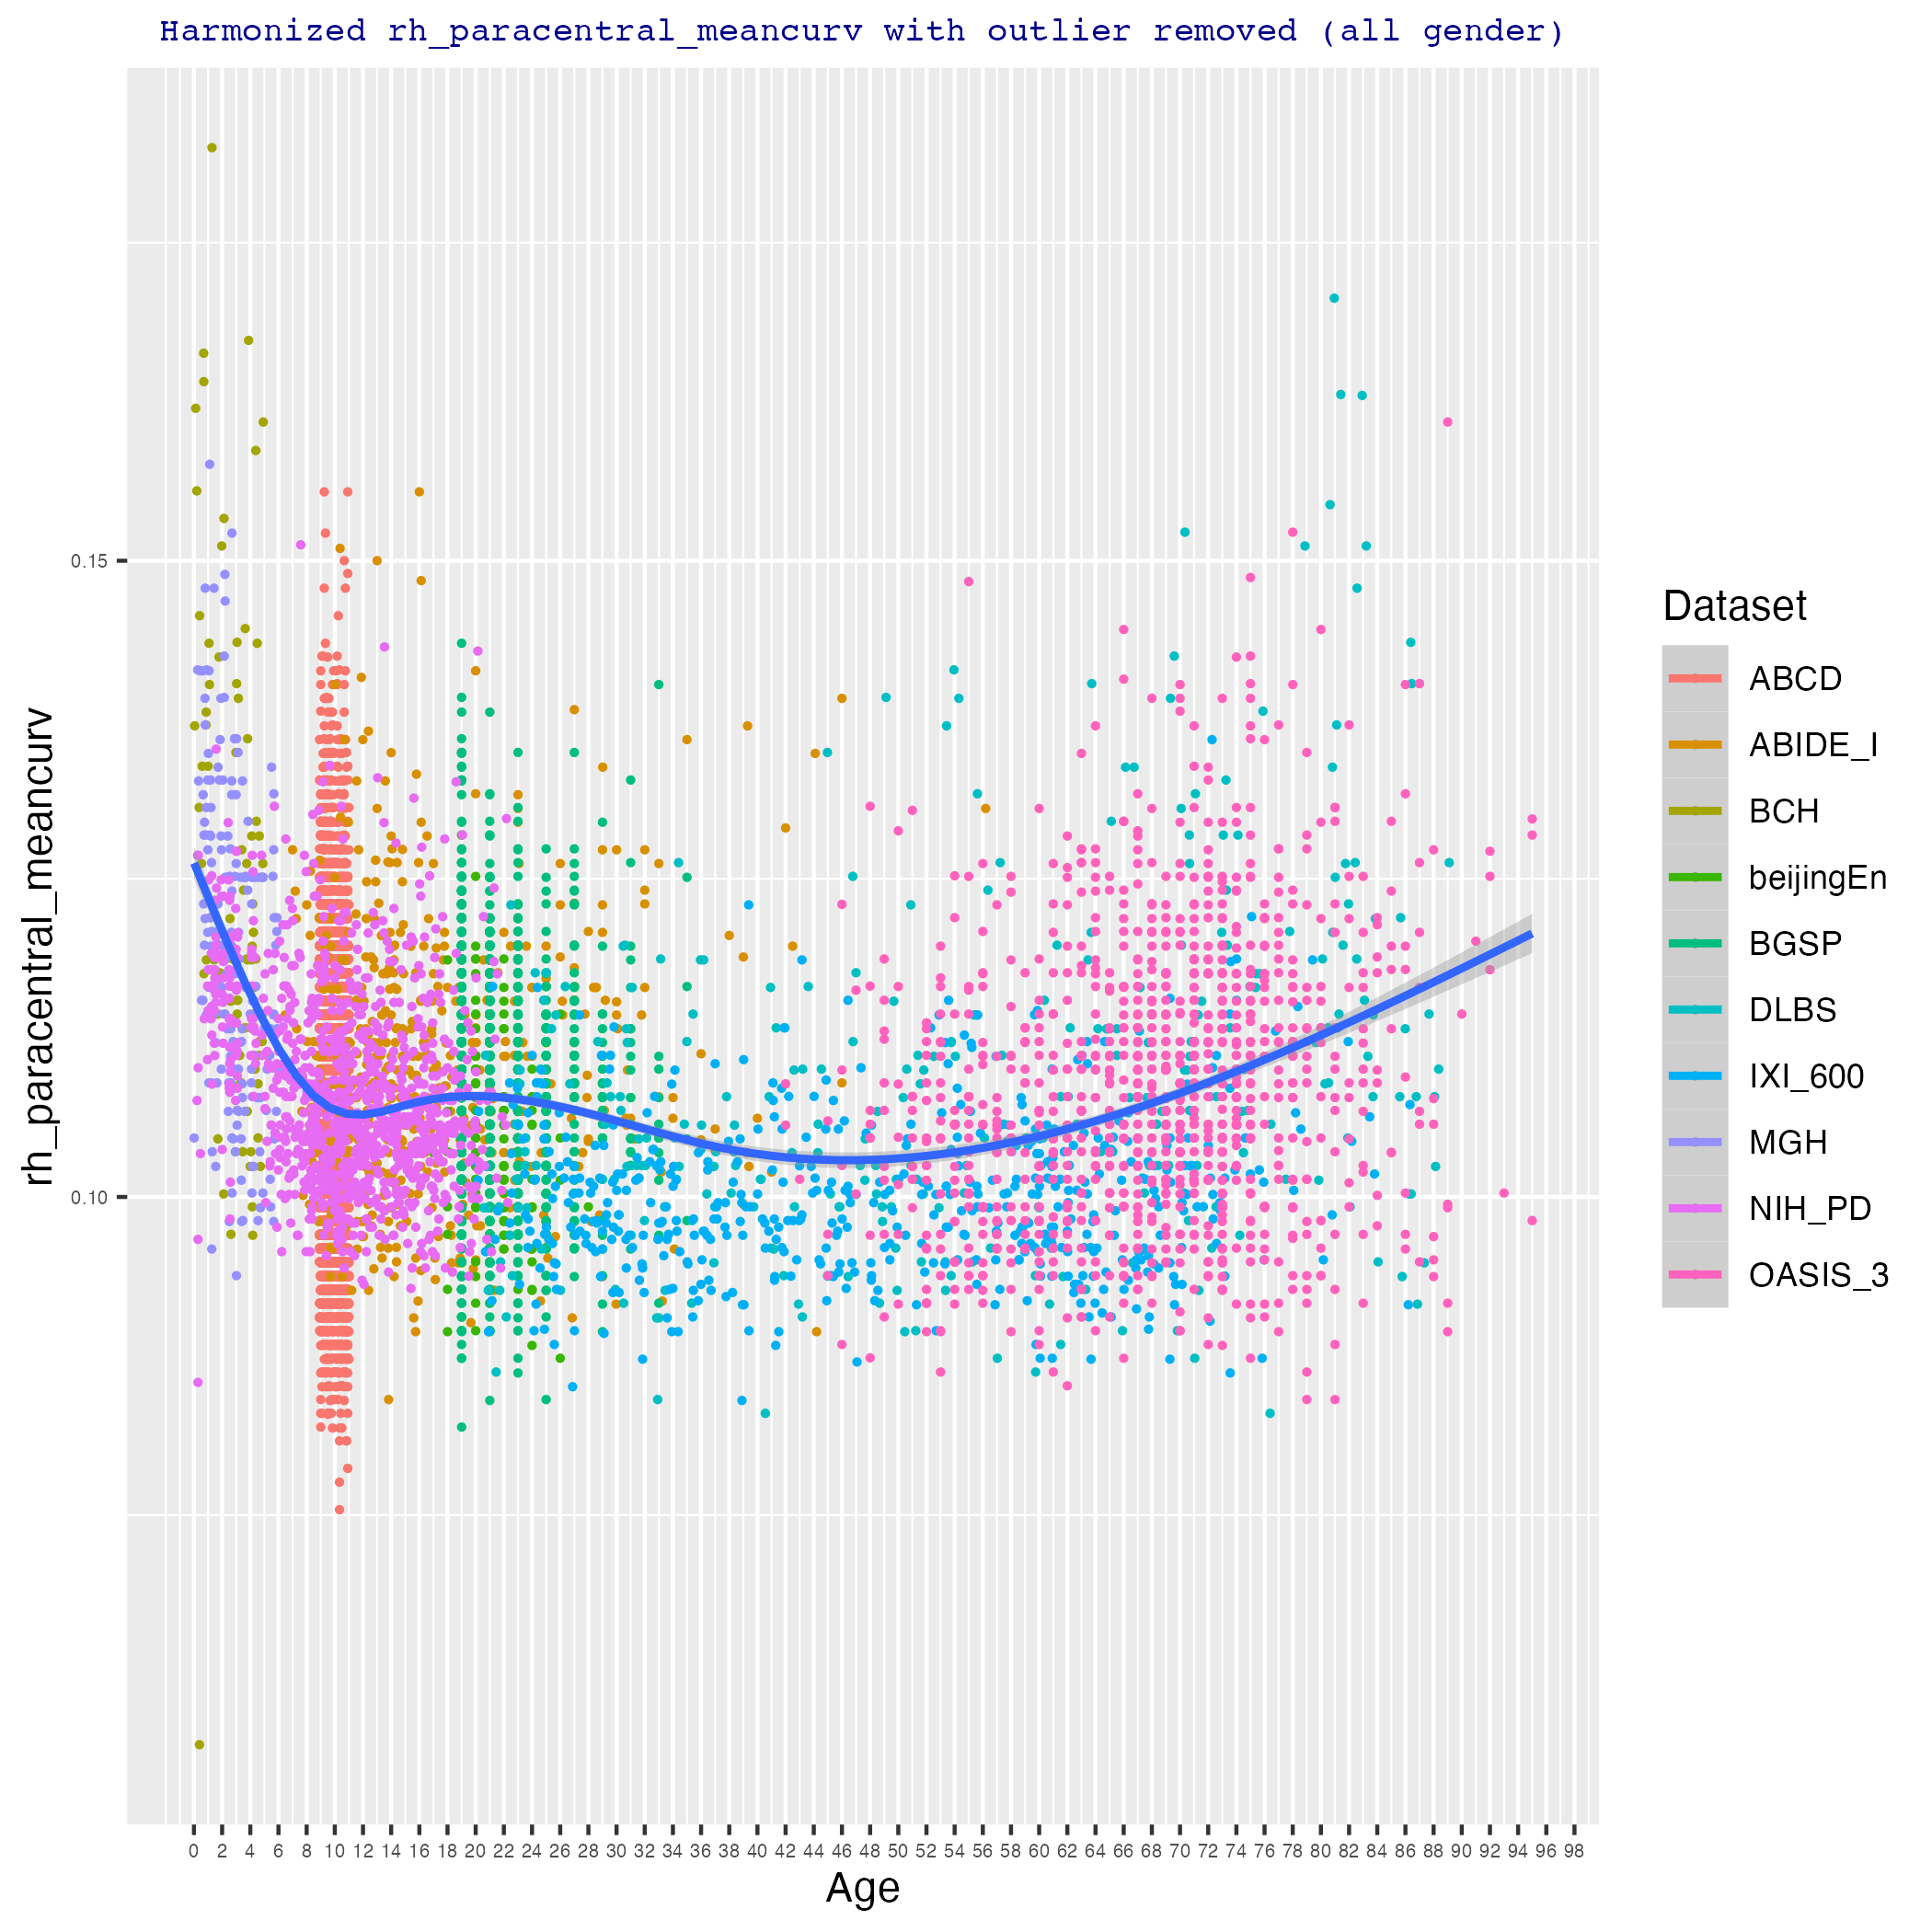 Harmonized rh_paracentral_meancurv with outlier removed (all gender)
rh_paracentral_meancurv
0.15
0.10
0 2 4 6 8 10 12 14 16 18 20 22 24 26 28 30 32 34 36 38 40 42 44 46 48 50 52 54 56 58 60 62 64 66 68 70 72 74 76 78 80 82 84 86 88 90 92 94 96 98
Age
Dataset
ABCD
ABIDE_I
BCH
beijingEn
BGSP
DLBS
IXI_600
MGH
NIH_PD
OASIS_3